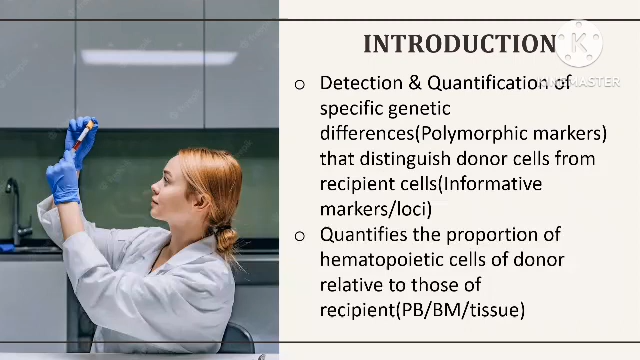 INTRODUCTION
o Detection & Quantification of
specific genetic
differences(Polymorphic markers)
that distinguish donor cells from
recipient cells(Informative
markers/loci)
o Quantifies the proportion of
hematopoietic cells of donor
relative to those of
recipient(PB/BM/tissue)
K
KINEMASTER